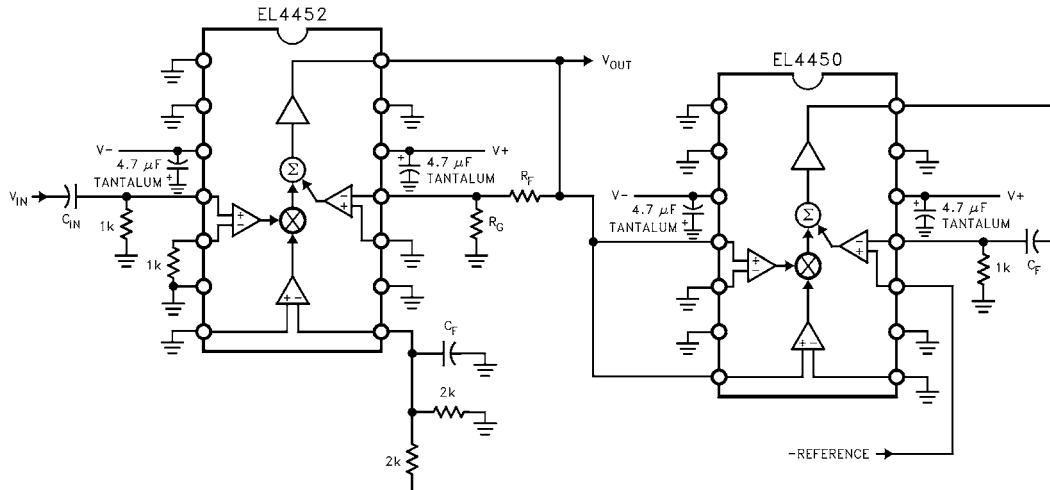 EL4452
EL4450
VOUT
V-
4.7 μF
TANTALUM
+
V+
+
4.7 μF
TANTALUM
RF
VIN
CIN
1k
1k
RG
Σ
+
-
-
+
+ -
CF
2k
2k
V-
4.7 μF
TANTALUM
+
V+
+
4.7 μF
TANTALUM
Σ
+
-
-
+
+ -
1k
CF
-REFERENCE